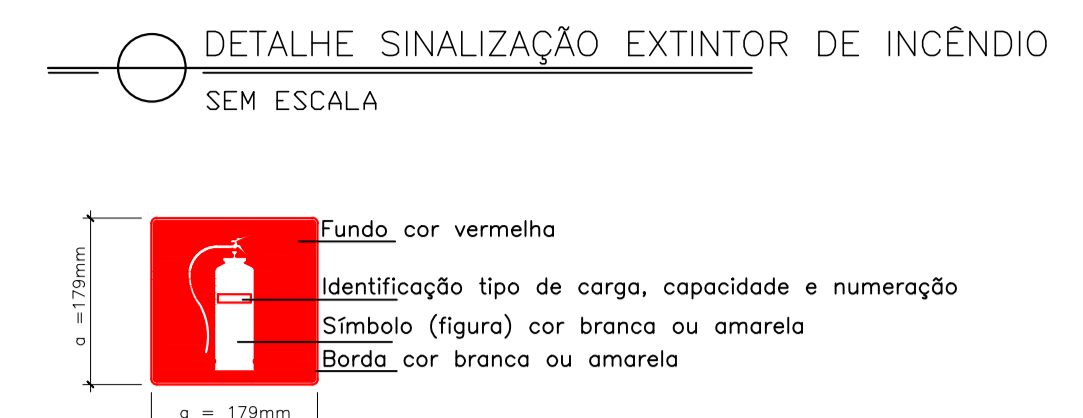 DETALHE SINALIZAÇÃO EXTINTOR DE INCÊNDIO
SEM ESCALA
Fundo cor vermelha
a =179mm
Identificação tipo de carga, capacidade e numeração
Símbolo (figura) cor branca ou amarela
Borda cor branca ou amarela
a = 179mm